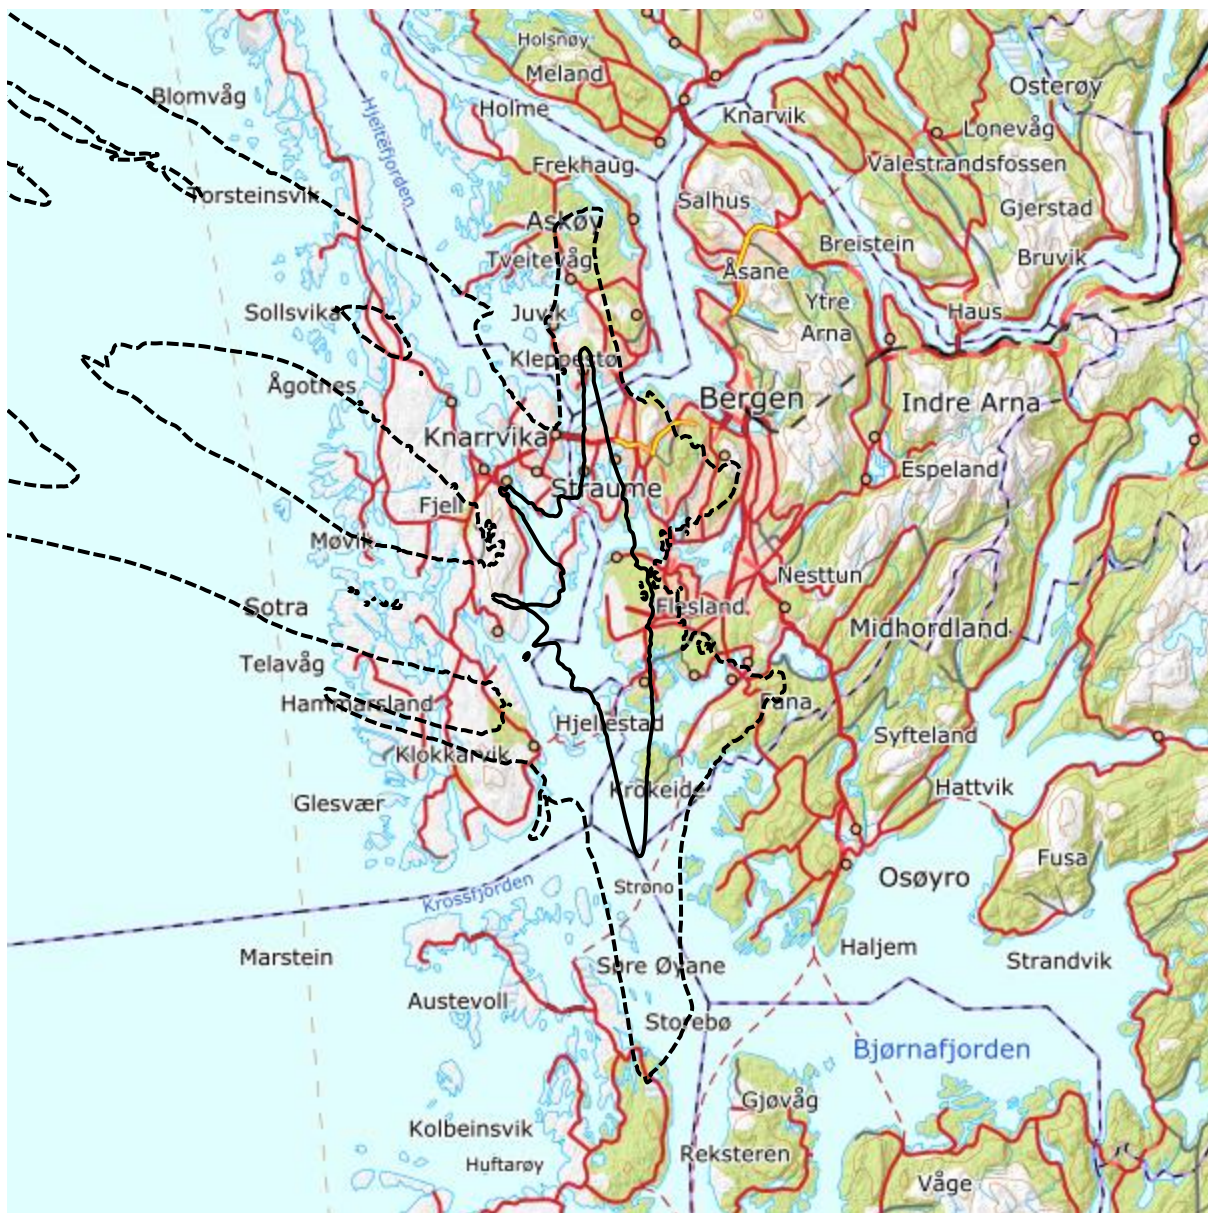 Holsnøy
Meland
Osterøy
Blomvåg
Hjeltefjorden
Holme
Knarvik
Lonevåg
Frekhaug
Valestrandsfossen
Torsteinsvik
Salhus
Gjerstad
Askøy
Breistein
Bruvik
Tveitevåg
Åsane
Sollsvika
Juvik
Ytre
Arna
Haus
Kleppestø
Ågotnes
Bergen
Indre Arna
Knarrvika
Espeland
Straume
Fjell
Møvik
Nesttun
Sotra
Flesland
Midhordland
Telavåg
Hammarsland
Fana
Hjellestad
Syfteland
Klokkarvik
Krokeide
Hattvik
Glesvær
Fusa
Strøno
Osøyro
Krossfjorden
Haljem
Marstein
Søre Øyane
Strandvik
Austevoll
Storebø
Bjørnafjorden
Gjøvåg
Kolbeinsvik
Reksteren
Huftarøy
Våge